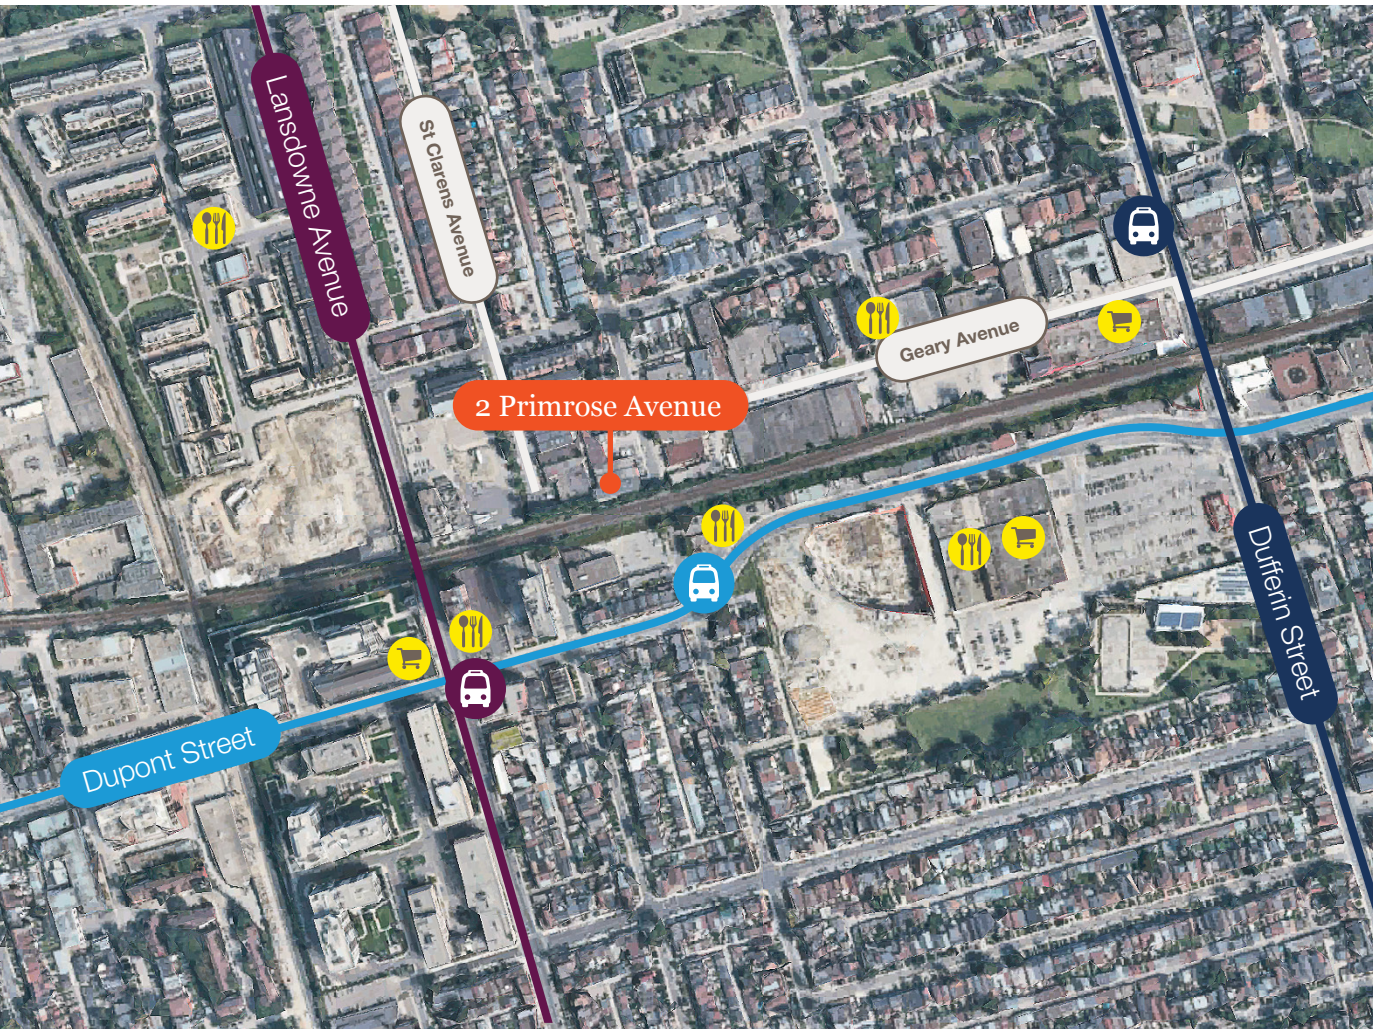 Lansdowne Avenue
St Clarens Avenue
Geary Avenue
2 Primrose Avenue
Dufferin Street
Dupont Street